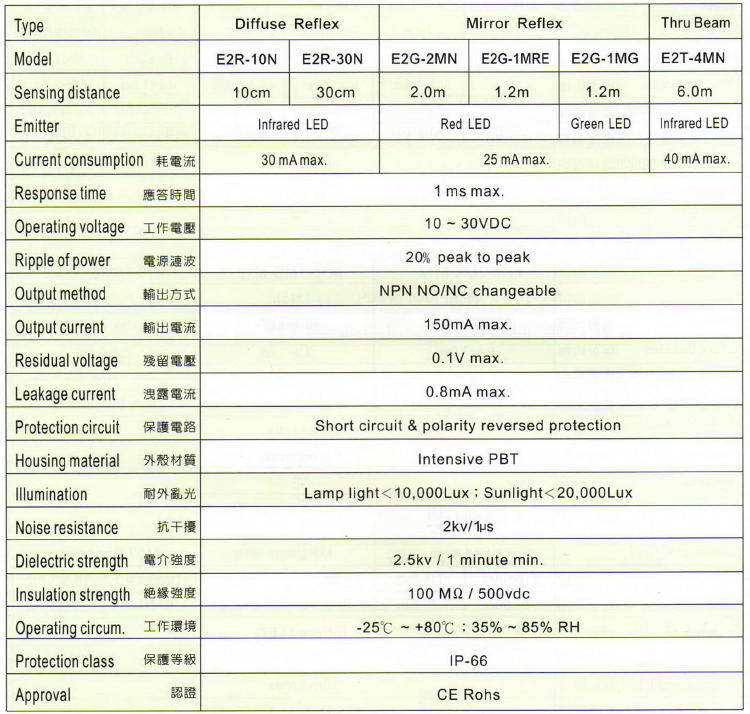 Type Diffuse Reflex Mirror Reflex Thru Beam
Model E2R-10N E2R-30N E2G-2MN E2G-1MRE E2G-1MG E2T-4MN
Sensing distance 10cm 30cm 2.0m 1.2m 1.2m 6.0m
Emitter Infrared LED Red LED Green LED Infrared LED
Current consumption 耗電流 30 mA max. 25 mA max. 40 mA max.
Response time 應答時間 1 ms max.
Operating voltage 工作電壓 10 ~ 30VDC
Ripple of power 電源漣波 20% peak to peak
Output method 輸出方式 NPN NO/NC changeable
Output current 輸出電流 150mA max.
Residual voltage 殘留電壓 0.1V max.
Leakage current 洩露電流 0.8mA max.
Protection circuit 保護電路 Short circuit & polarity reversed protection
Housing material 外殼材質 Intensive PBT
Illumination 耐外亂光 Lamp light<10,000Lux ; Sunlight<20,000Lux
Noise resistance 抗干擾 2kv/1μs
Dielectric strength 電介強度 2.5kv / 1 minute min.
Insulation strength 絕緣強度 100 MΩ / 500vdc
Operating circum. 工作環境 -25℃ ~ +80℃ ; 35% ~ 85% RH
Protection class 保護等級 IP-66
Approval 認證 CE Rohs